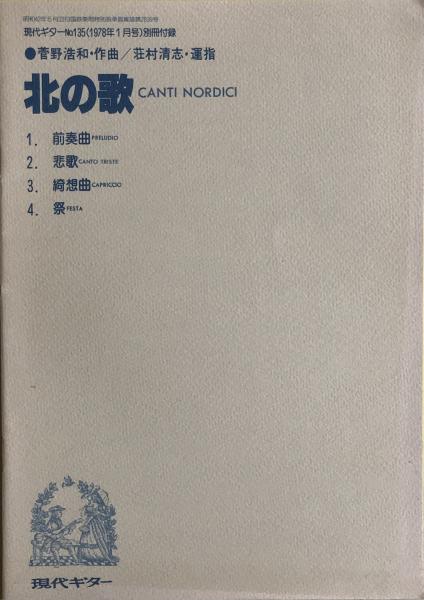 現代ギターNo135(1978年1月号)別冊付録
●菅野浩和・作曲/荘村清志・運指
北の歌 CANTI NORDICI
1. 前奏曲 PRELUDIO
2. 悲歌 CANTO TRISTE
3. 綺想曲 CAPRICCIO
4. 祭 FESTA
現代ギター